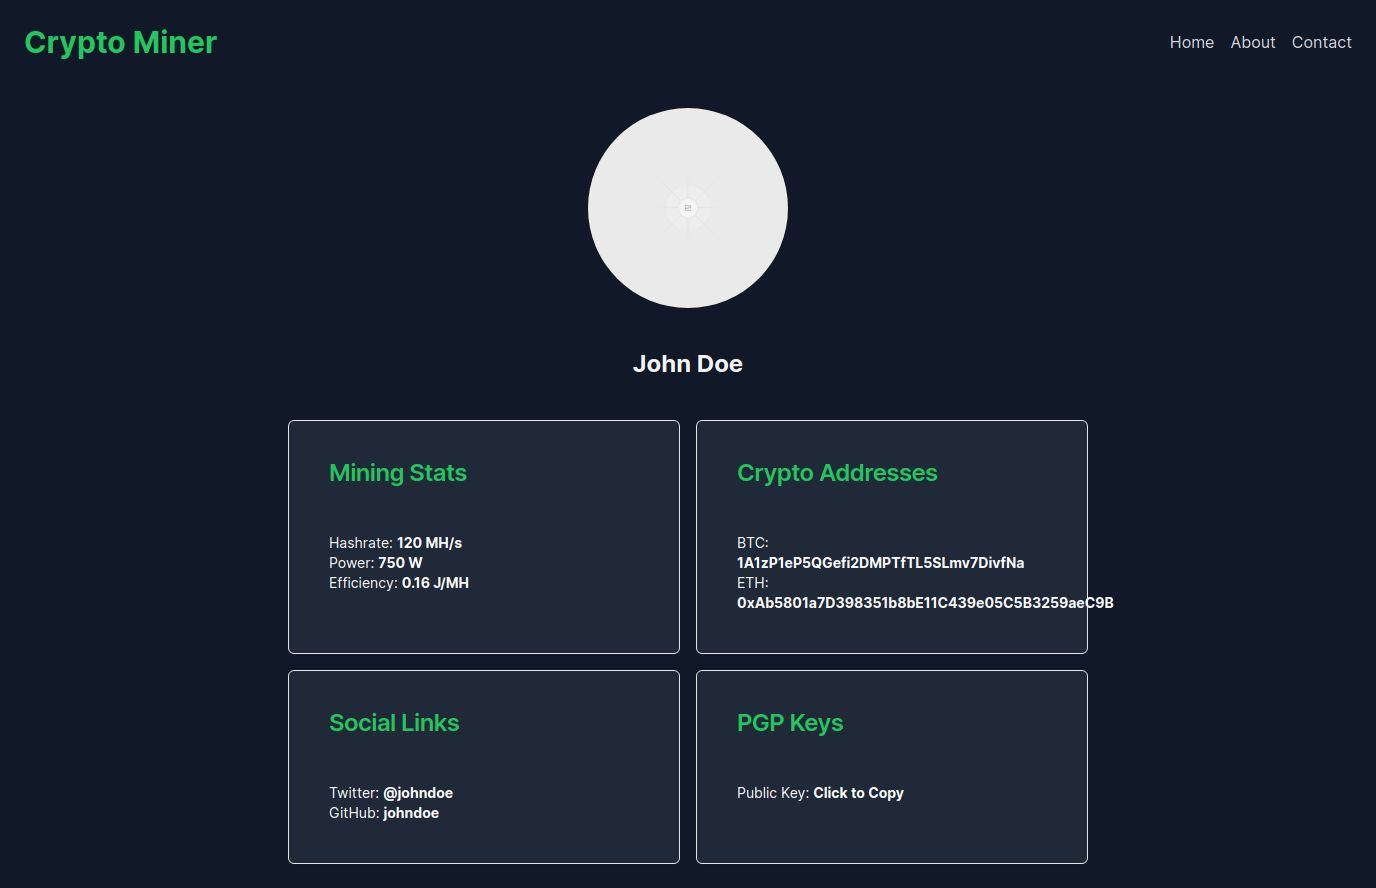 Crypto Miner
Home About Contact
John Doe
Mining Stats
Hashrate: 120 MH/s
Power: 750 W
Efficiency: 0.16 J/MH
Crypto Addresses
BTC:
1A1zP1eP5QGefi2DMPTfTL5SLmv7DivfNa
ETH:
0xAb5801a7D398351b8bE11C439e05C5B3259aeC9B
Social Links
Twitter: @johndoe
GitHub: johndoe
PGP Keys
Public Key: Click to Copy